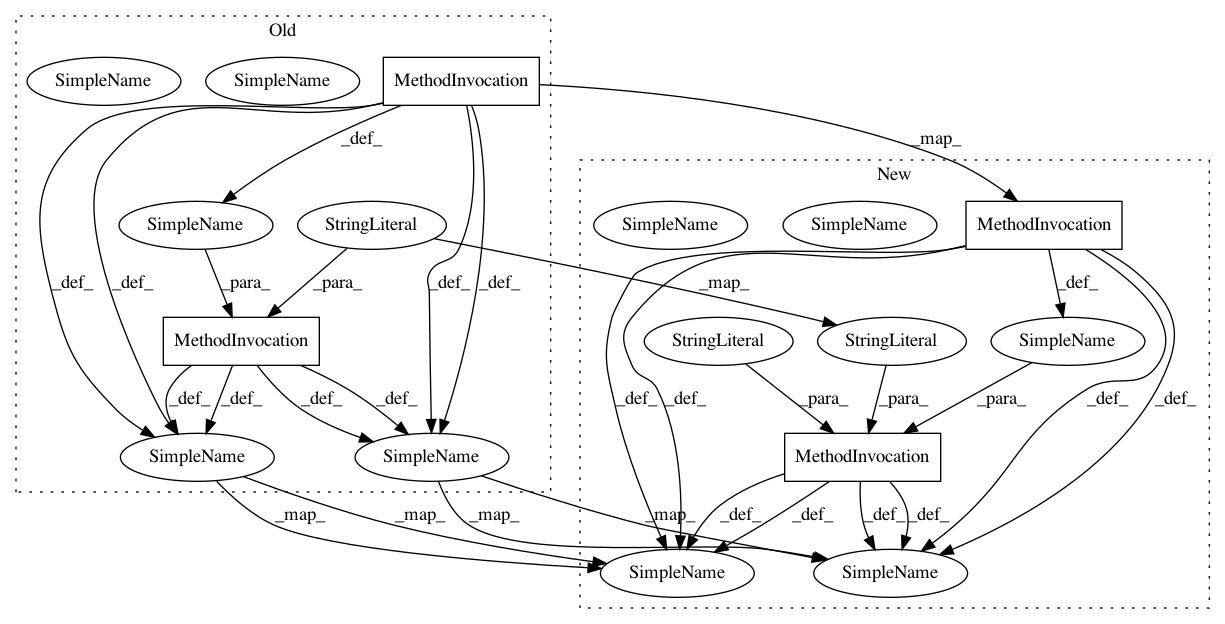 Old
SimpleName
SimpleName
MethodInvocation
_def_
_map_
New
SimpleName
StringLiteral
SimpleName
SimpleName
MethodInvocation
_def_
_def_
_para_
_para_
_def_
_def_
_map_
_def_
MethodInvocation
StringLiteral
StringLiteral
SimpleName
_def_
_def_
_def_
_def_
_def_
_def_
_para_
_para_
_para_
_def_
_def_
SimpleName
SimpleName
MethodInvocation
_map_
_map_
_map_
_map_
_def_
_def_
_def_
_def_
SimpleName
SimpleName